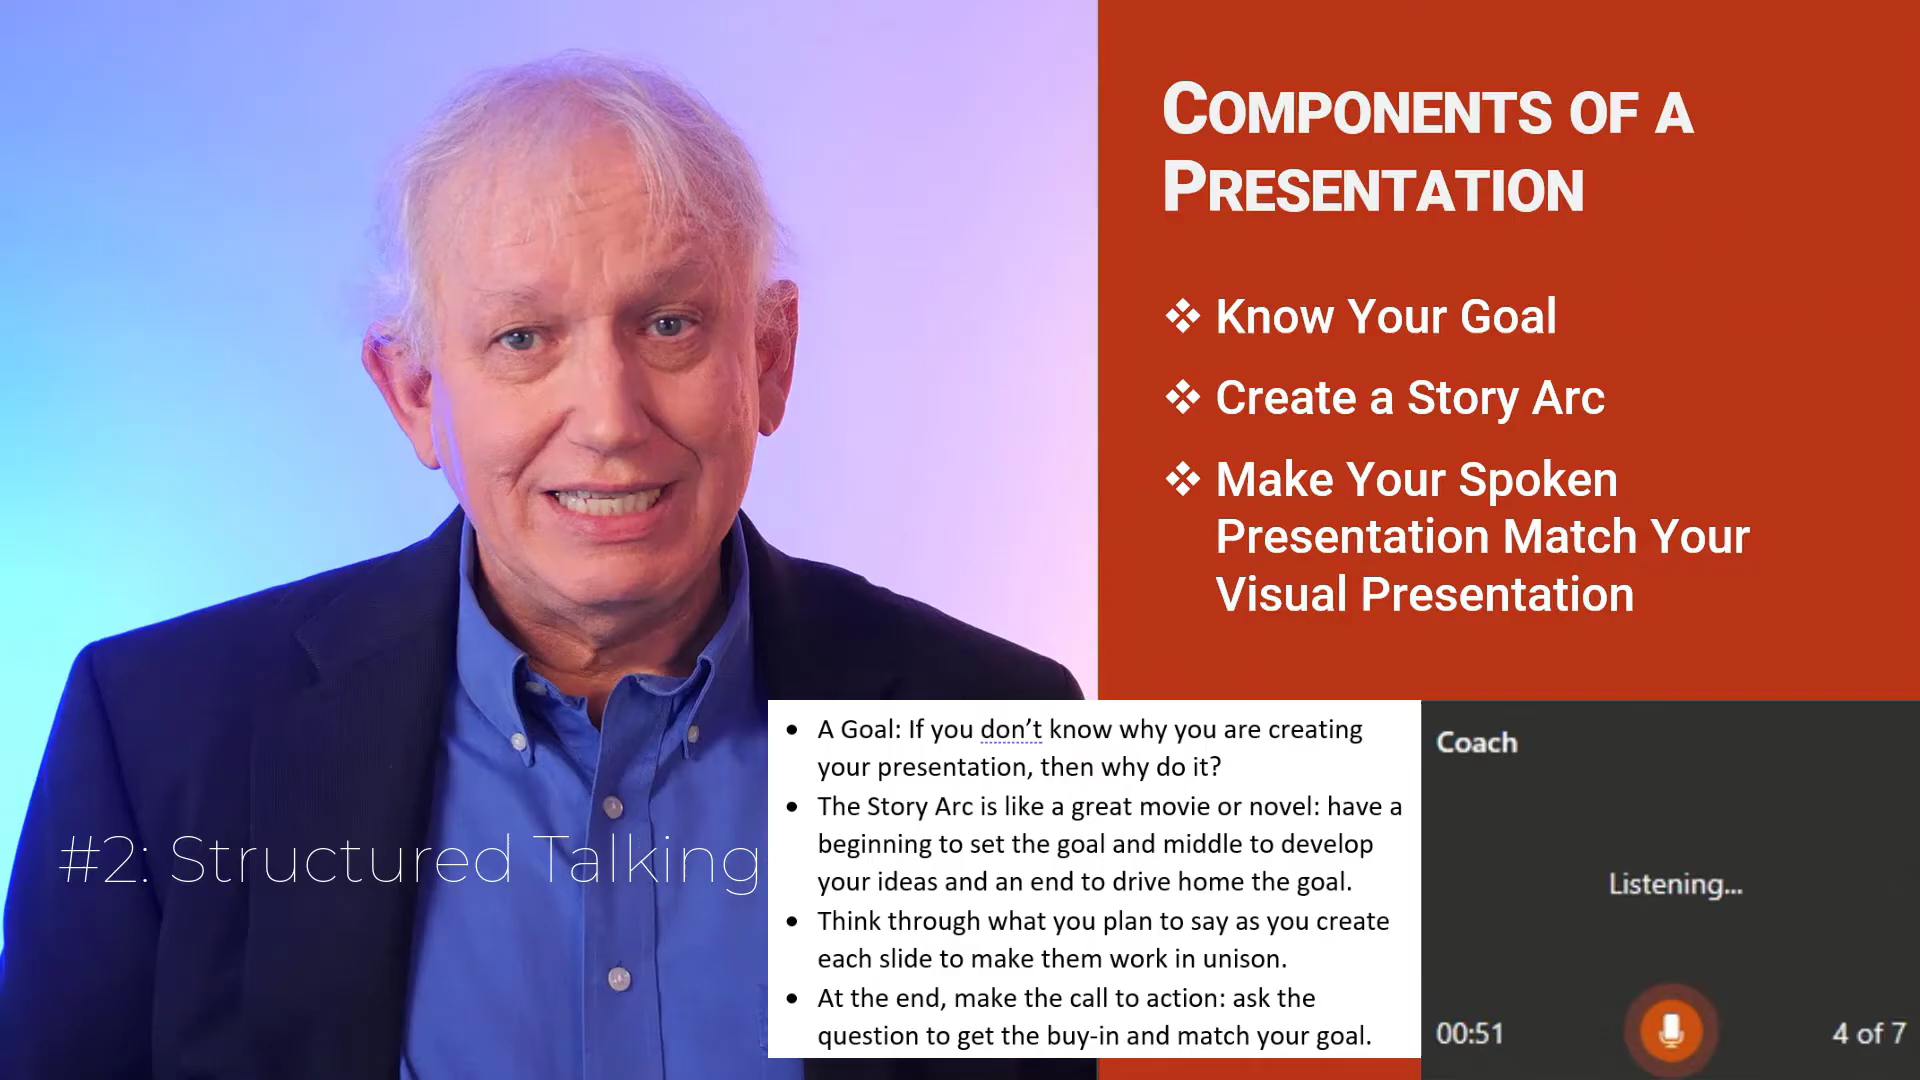 COMPONENTS OF A
PRESENTATION
❖ Know Your Goal
❖ Create a Story Arc
❖ Make Your Spoken
Presentation Match Your
Visual Presentation
#2: Structured Talking
• A Goal: If you don’t know why you are creating
your presentation, then why do it?
• The Story Arc is like a great movie or novel: have a
beginning to set the goal and middle to develop
your ideas and an end to drive home the goal.
• Think through what you plan to say as you create
each slide to make them work in unison.
• At the end, make the call to action: ask the
question to get the buy-in and match your goal.
Coach
Listening...
00:51
4 of 7